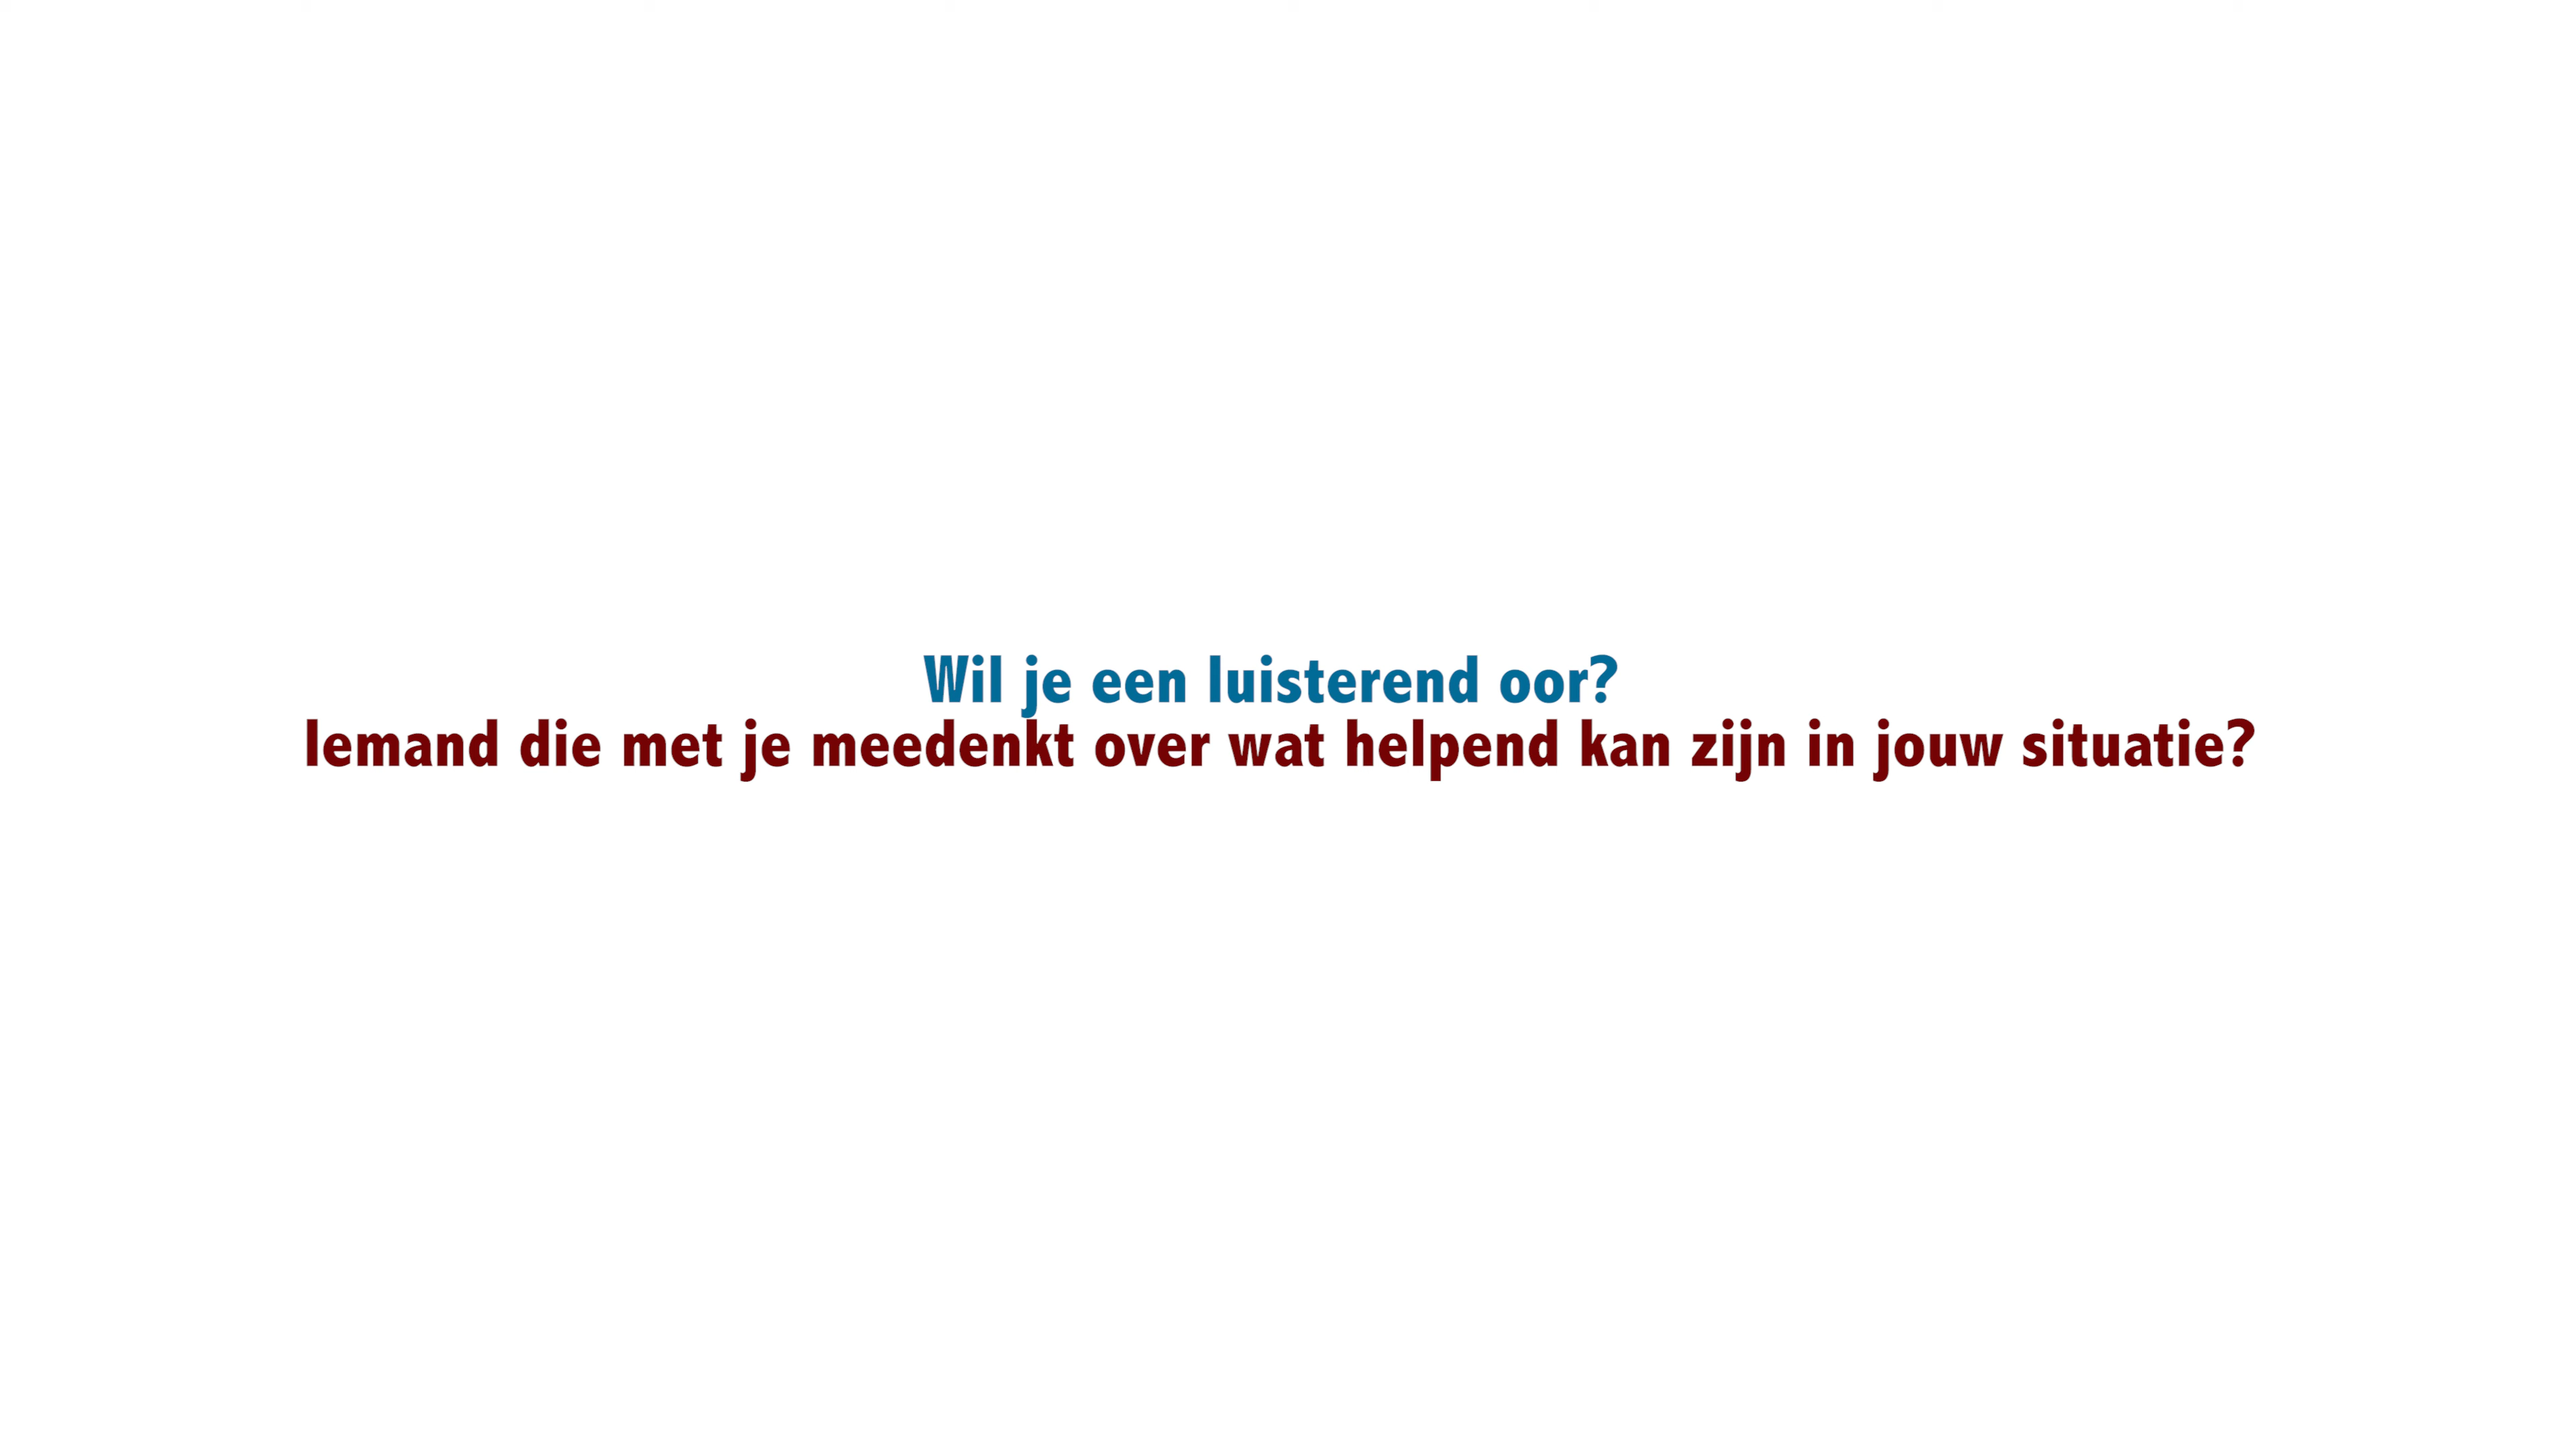 Wil je een luisterend oor?
Iemand die met je meedenkt over wat helpend kan zijn in jouw situatie?